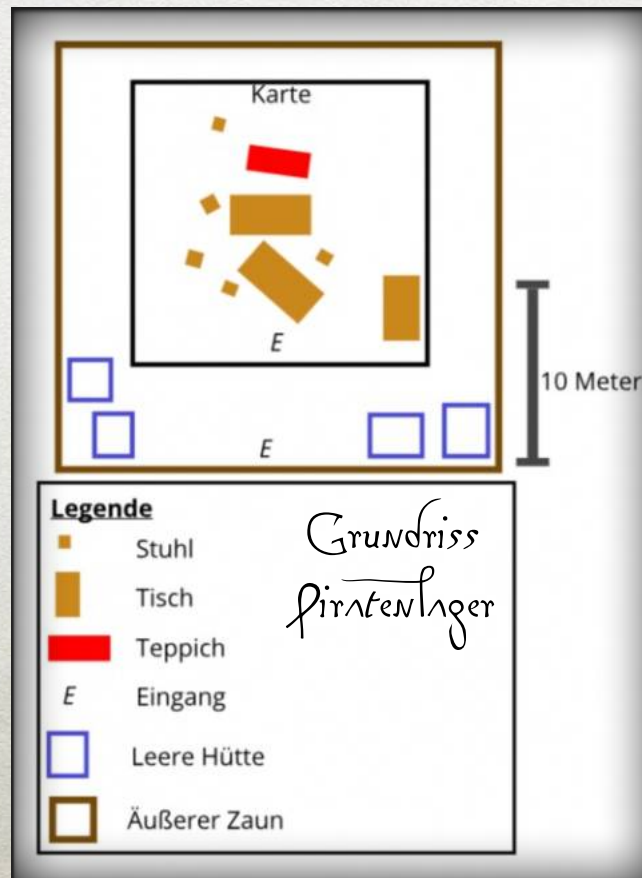 Karte
E
10 Meter
E
Legende
Stuhl
Tisch
Teppich
E Eingang
Leere Hütte
Äußerer Zaun
Grundriss
Piratenlager